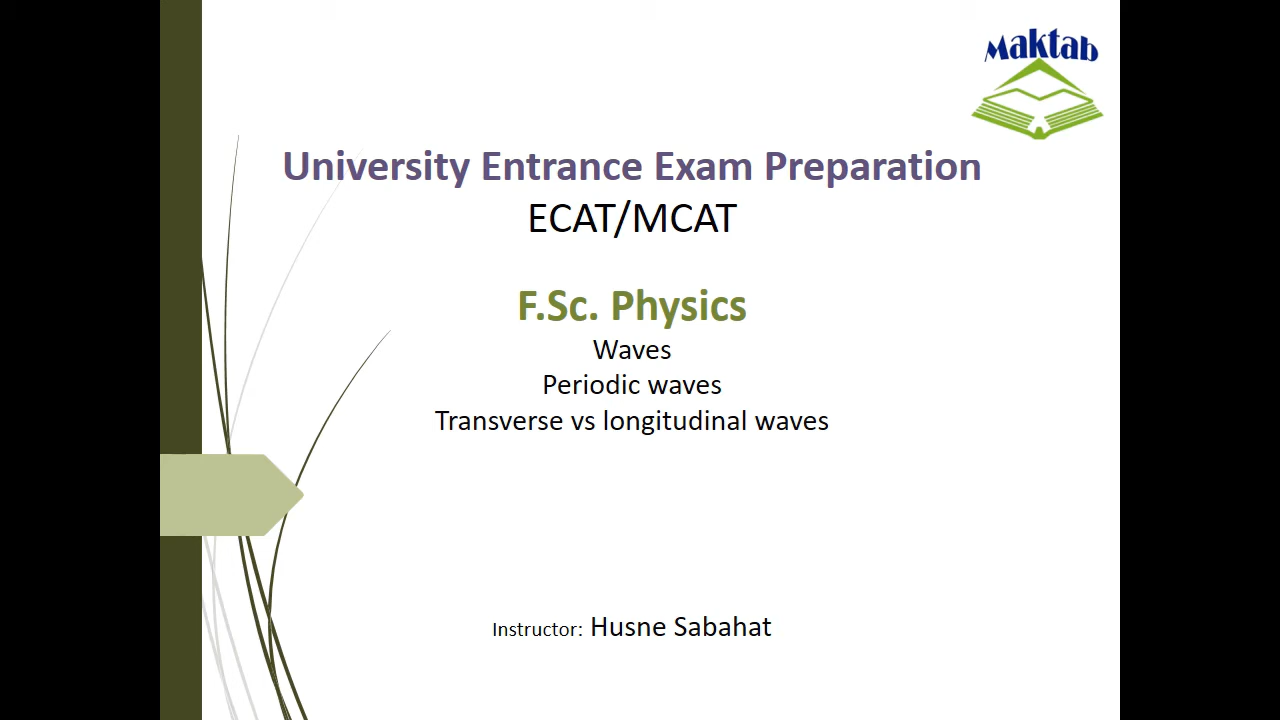 Maktab
University Entrance Exam Preparation
ECAT/MCAT
F.Sc. Physics
Waves
Periodic waves
Transverse vs longitudinal waves
Instructor: Husne Sabahat